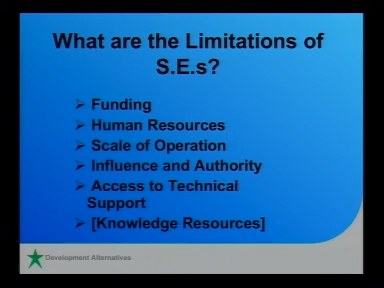 What are the Limitations of
S.E.s?
Funding
Human Resources
Scale of Operation
Influence and Authority
Access to Technical
Support
[Knowledge Resources]
Development Alternatives